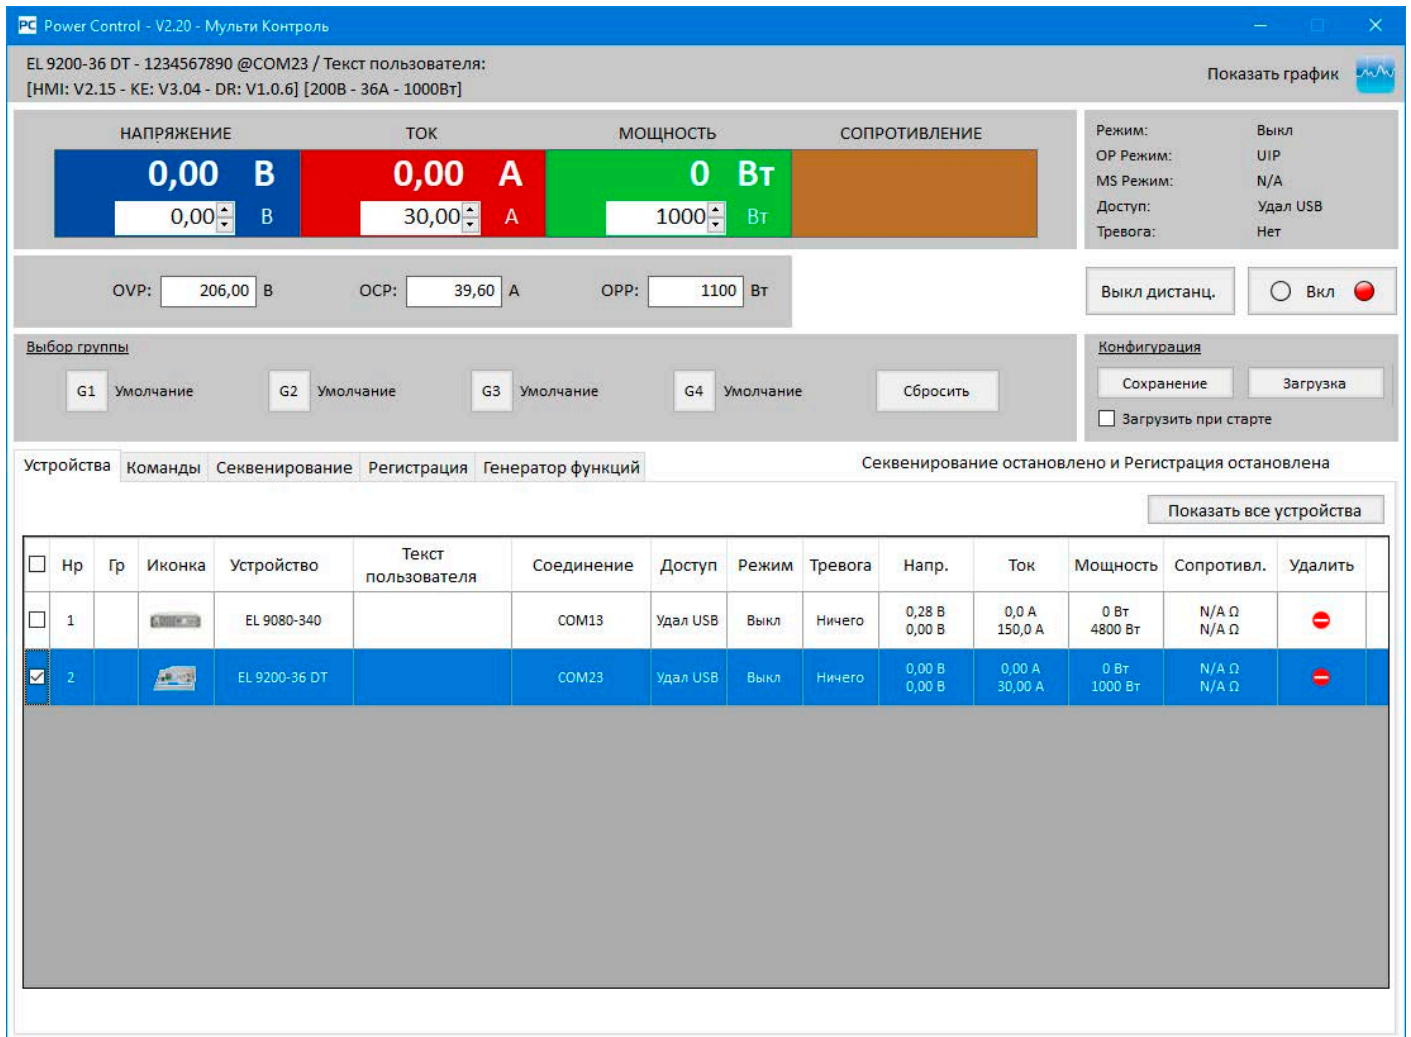 PC Power Control - V2.20 - Мульти Контроль
EL 9200-36 DT - 1234567890 @COM23 / Текст пользователя:
[HMI: V2.15 - KE: V3.04 - DR: V1.0.6] [200В - 36А - 1000Вт]
Показать график
НАПРЯЖЕНИЕ ТОК МОЩНОСТЬ СОПРОТИВЛЕНИЕ
0,00 В 0,00 А 0 Вт
0,00 В 30,00 А 1000 Вт
Режим: Выкл
OP Режим: UIP
MS Режим: N/A
Доступ: Удал USB
Тревога: Нет
OVP: 206,00 В OCP: 39,60 А OPP: 1100 Вт
Выкл дистанц. Вкл
Выбор группы
G1 Умолчание G2 Умолчание G3 Умолчание G4 Умолчание Сбросить
Конфигурация
Сохранение Загрузка
Загрузить при старте
Устройства Команды Секвенирование Регистрация Генератор функций
Секвенирование остановлено и Регистрация остановлена
Показать все устройства
Нр Гр Иконка Устройство Текст пользователя Соединение Доступ Режим Тревога Напр. Ток Мощность Сопротивл. Удалить
1 EL 9080-340 COM13 Удал USB Выкл Ничего 0,28 В 0,0 А 0 Вт N/A Ω
0,00 В 150,0 А 4800 Вт N/A Ω
2 EL 9200-36 DT COM23 Удал USB Выкл Ничего 0,00 В 0,00 А 0 Вт N/A Ω
0,00 В 30,00 А 1000 Вт N/A Ω